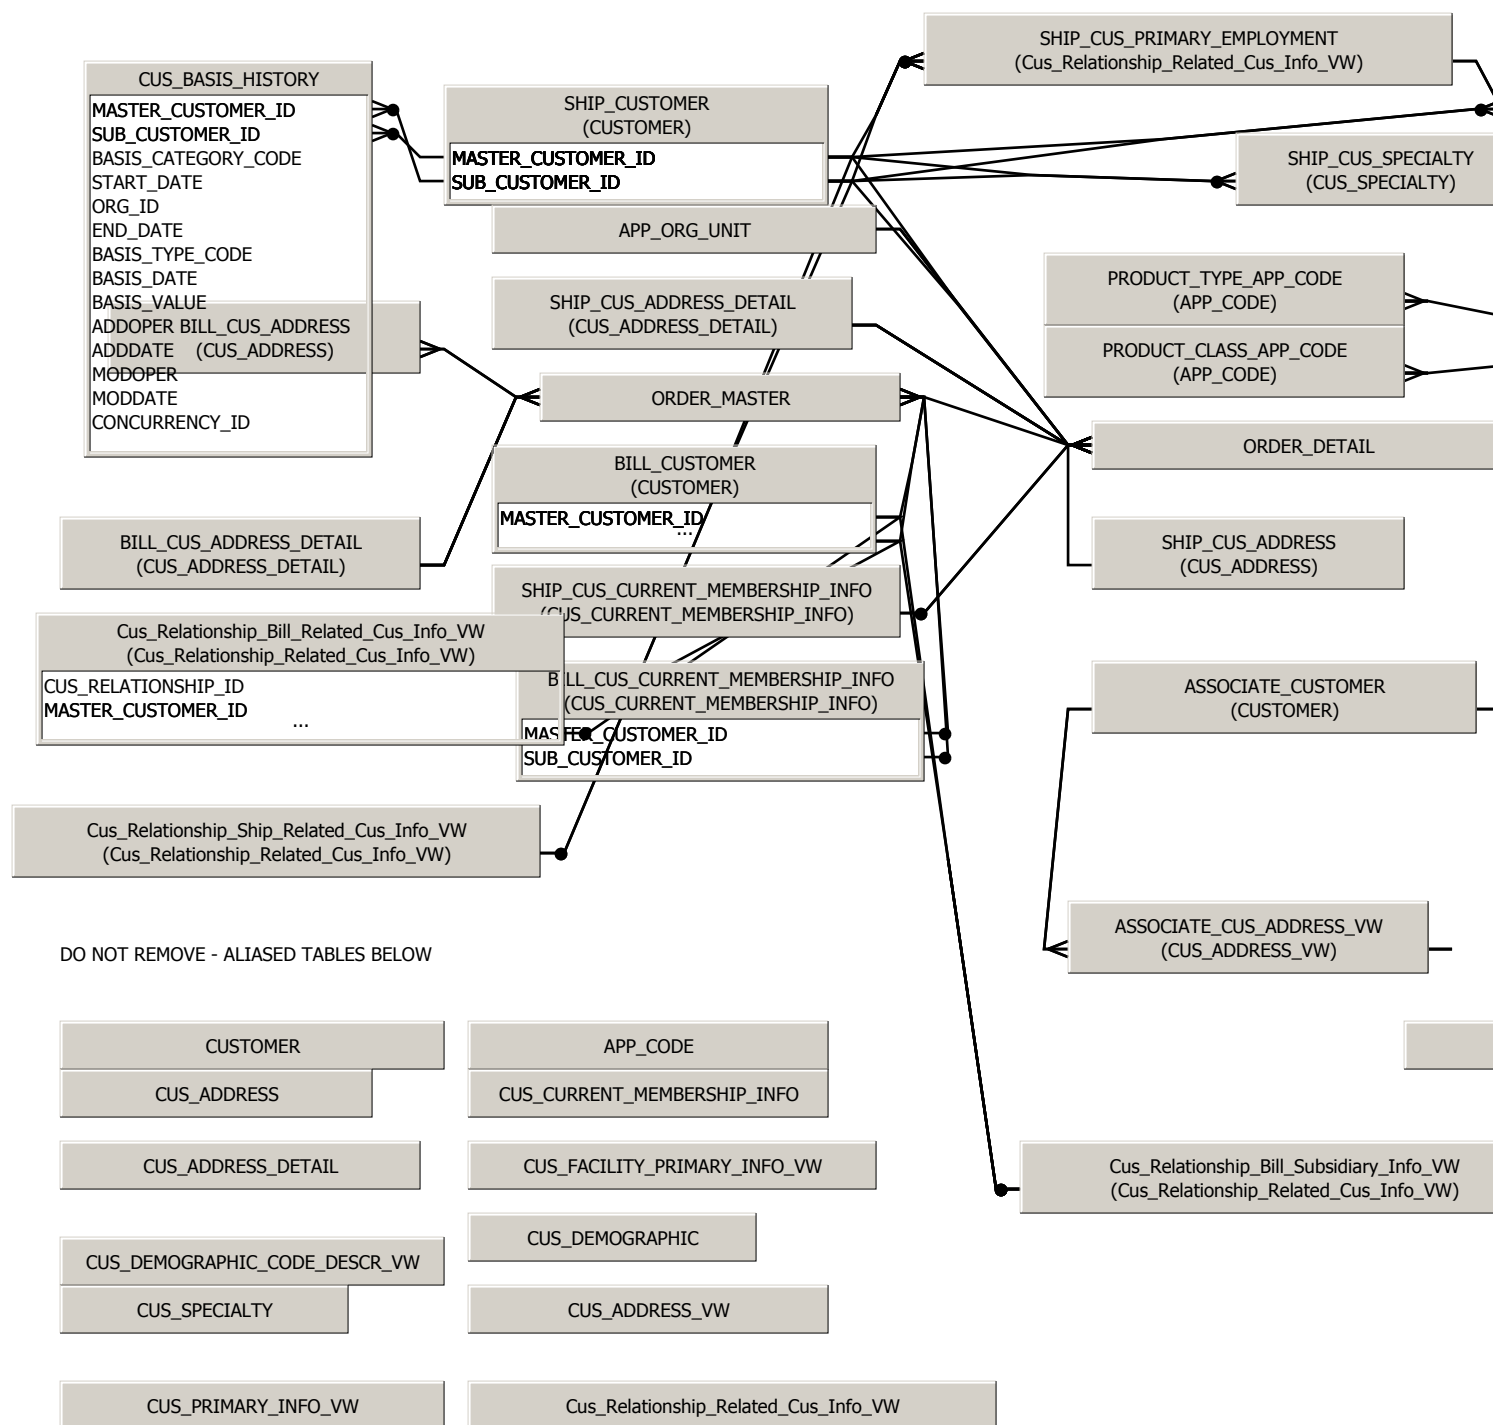 SHIP_CUS_PRIMARY_EMPLOYMENT
(Cus_Relationship_Related_Cus_Info_VW)
CUS_BASIS_HISTORY
MASTER_CUSTOMER_ID
SUB_CUSTOMER_ID
BASIS_CATEGORY_CODE
START_DATE
ORG_ID
END_DATE
BASIS_TYPE_CODE
BASIS_DATE
BASIS_VALUE
ADDOPER
ADDDATE
MODOPER
MODDATE
CONCURRENCY_ID
BILL_CUS_ADDRESS
(CUS_ADDRESS)
SHIP_CUSTOMER
(CUSTOMER)
MASTER_CUSTOMER_ID
SUB_CUSTOMER_ID
APP_ORG_UNIT
SHIP_CUS_SPECIALTY
(CUS_SPECIALTY)
SHIP_CUS_ADDRESS_DETAIL
(CUS_ADDRESS_DETAIL)
PRODUCT_TYPE_APP_CODE
(APP_CODE)
PRODUCT_CLASS_APP_CODE
(APP_CODE)
ORDER_MASTER
ORDER_DETAIL
BILL_CUSTOMER
(CUSTOMER)
MASTER_CUSTOMER_ID
...
BILL_CUS_ADDRESS_DETAIL
(CUS_ADDRESS_DETAIL)
SHIP_CUS_ADDRESS
(CUS_ADDRESS)
SHIP_CUS_CURRENT_MEMBERSHIP_INFO
(CUS_CURRENT_MEMBERSHIP_INFO)
Cus_Relationship_Bill_Related_Cus_Info_VW
(Cus_Relationship_Related_Cus_Info_VW)
CUS_RELATIONSHIP_ID
MASTER_CUSTOMER_ID
...
BILL_CUS_CURRENT_MEMBERSHIP_INFO
(CUS_CURRENT_MEMBERSHIP_INFO)
MASTER_CUSTOMER_ID
SUB_CUSTOMER_ID
ASSOCIATE_CUSTOMER
(CUSTOMER)
Cus_Relationship_Ship_Related_Cus_Info_VW
(Cus_Relationship_Related_Cus_Info_VW)
ASSOCIATE_CUS_ADDRESS_VW
(CUS_ADDRESS_VW)
DO NOT REMOVE - ALIASED TABLES BELOW
CUSTOMER
APP_CODE
CUS_ADDRESS
CUS_CURRENT_MEMBERSHIP_INFO
CUS_ADDRESS_DETAIL
CUS_FACILITY_PRIMARY_INFO_VW
Cus_Relationship_Bill_Subsidiary_Info_VW
(Cus_Relationship_Related_Cus_Info_VW)
CUS_DEMOGRAPHIC
CUS_DEMOGRAPHIC_CODE_DESCR_VW
CUS_SPECIALTY
CUS_ADDRESS_VW
CUS_PRIMARY_INFO_VW
Cus_Relationship_Related_Cus_Info_VW